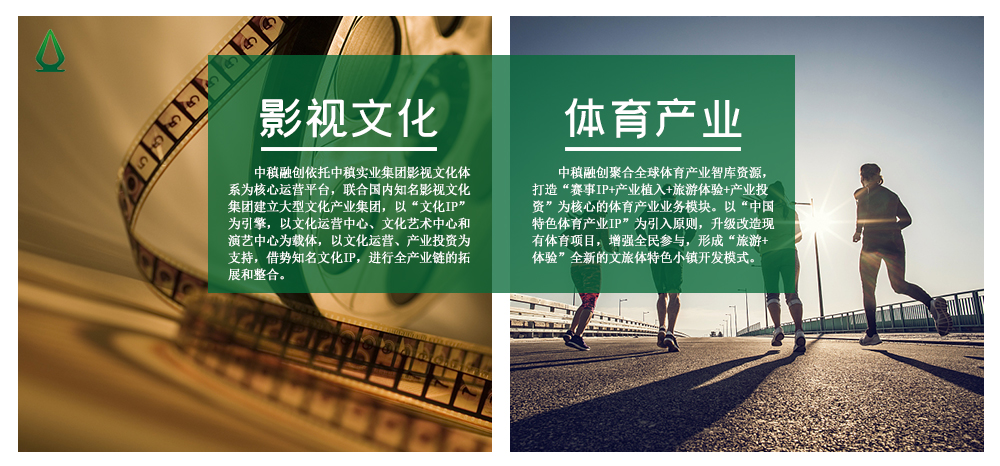 影视文化
中稹融创依托中稹实业集团影视文化体
系为核心运营平台，联合国内知名影视文化
集团建立大型文化产业集团，以“文化IP”
为引擎，以文化运营中心、文化艺术中心和
演艺中心为载体，以文化运营、产业投资为
支持，借势知名文化IP，进行全产业链的拓
展和整合。
体育产业
中稹融创聚合全球体育产业智库资源，
打造“赛事IP+产业植入+旅游体验+产业投
资”为核心的体育产业业务模块。以“中国
特色体育产业IP”为引入原则，升级改造现
有体育项目，增强全民参与，形成“旅游+
体验”全新的文旅体特色小镇开发模式。